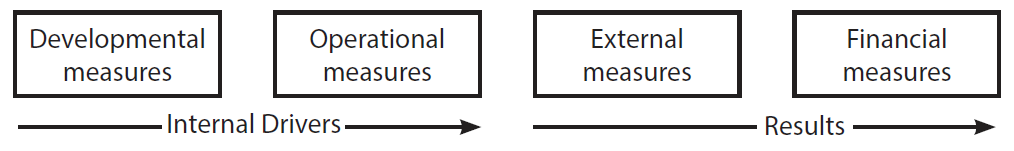 Developmental
measures
Operational
measures
External
measures
Financial
measures
Internal Drivers
Results